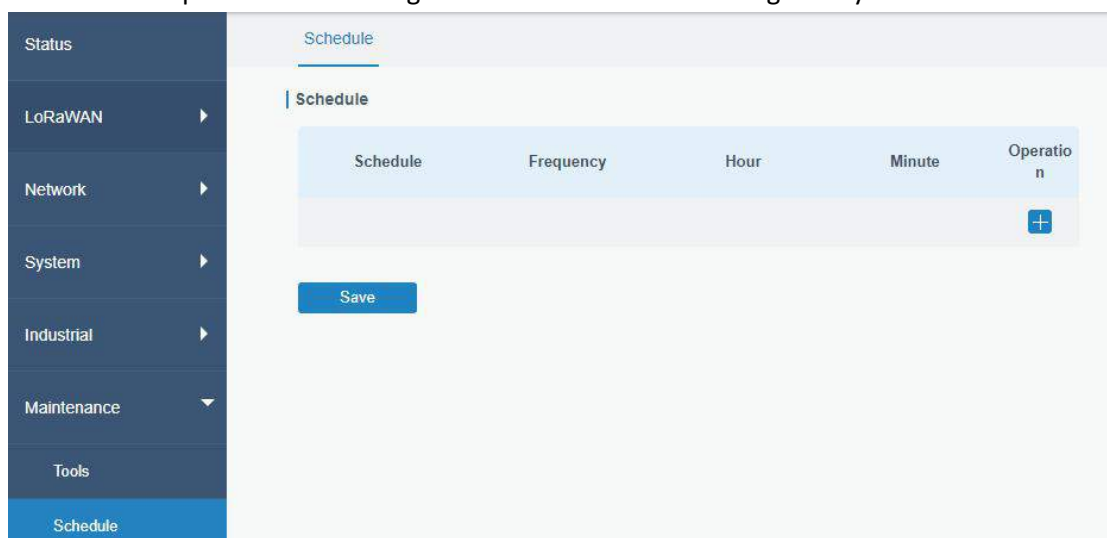 Status
Schedule
Schedule
LoRaWAN
Schedule Frequency Hour Minute Operatio
n
Network
System
Save
Industrial
Maintenance
Tools
Schedule